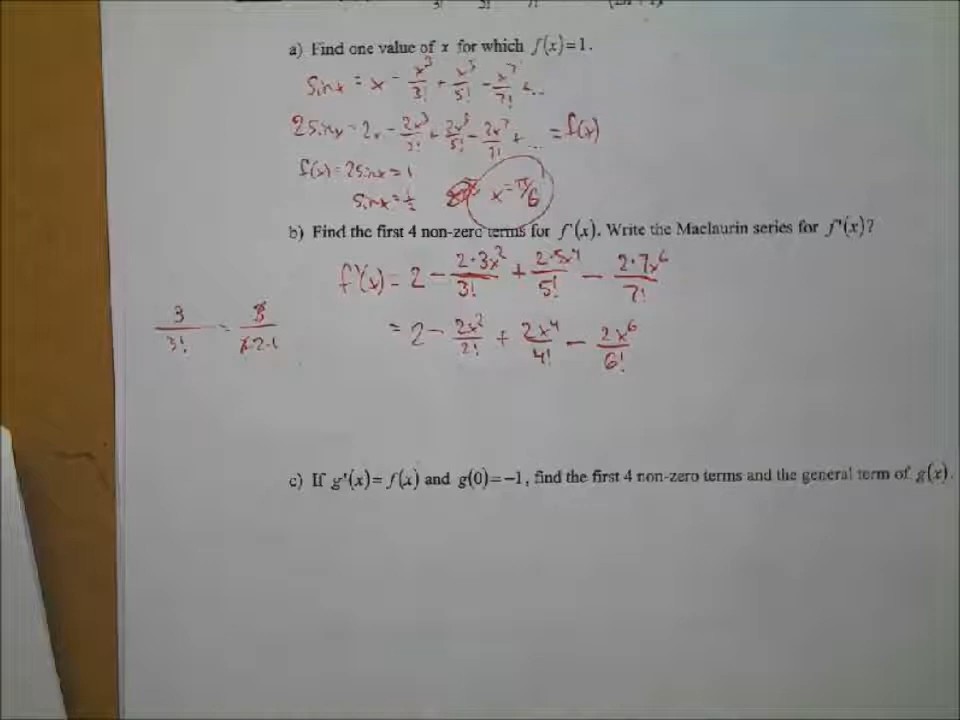 a) Find one value of x for which f(x)=1.
sin x = x - x³/3! + x⁵/5! - x⁷/7! + ...
2 sin x = 2x - 2x³/3! + 2x⁵/5! - 2x⁷/7! + ... = f(x)
f(x) = 2 sin x = 1
sin x = 1/2 x = π/6
b) Find the first 4 non-zero terms for f'(x). Write the Maclaurin series for f'(x)?
f'(x) = 2 - 2·3x²/3! + 2·5x⁴/5! - 2·7x⁶/7!
3/3! = 3/3·2·1 = 2 - 2x²/2! + 2x⁴/4! - 2x⁶/6!
c) If g'(x)= f(x) and g(0)=-1, find the first 4 non-zero terms and the general term of g(x).